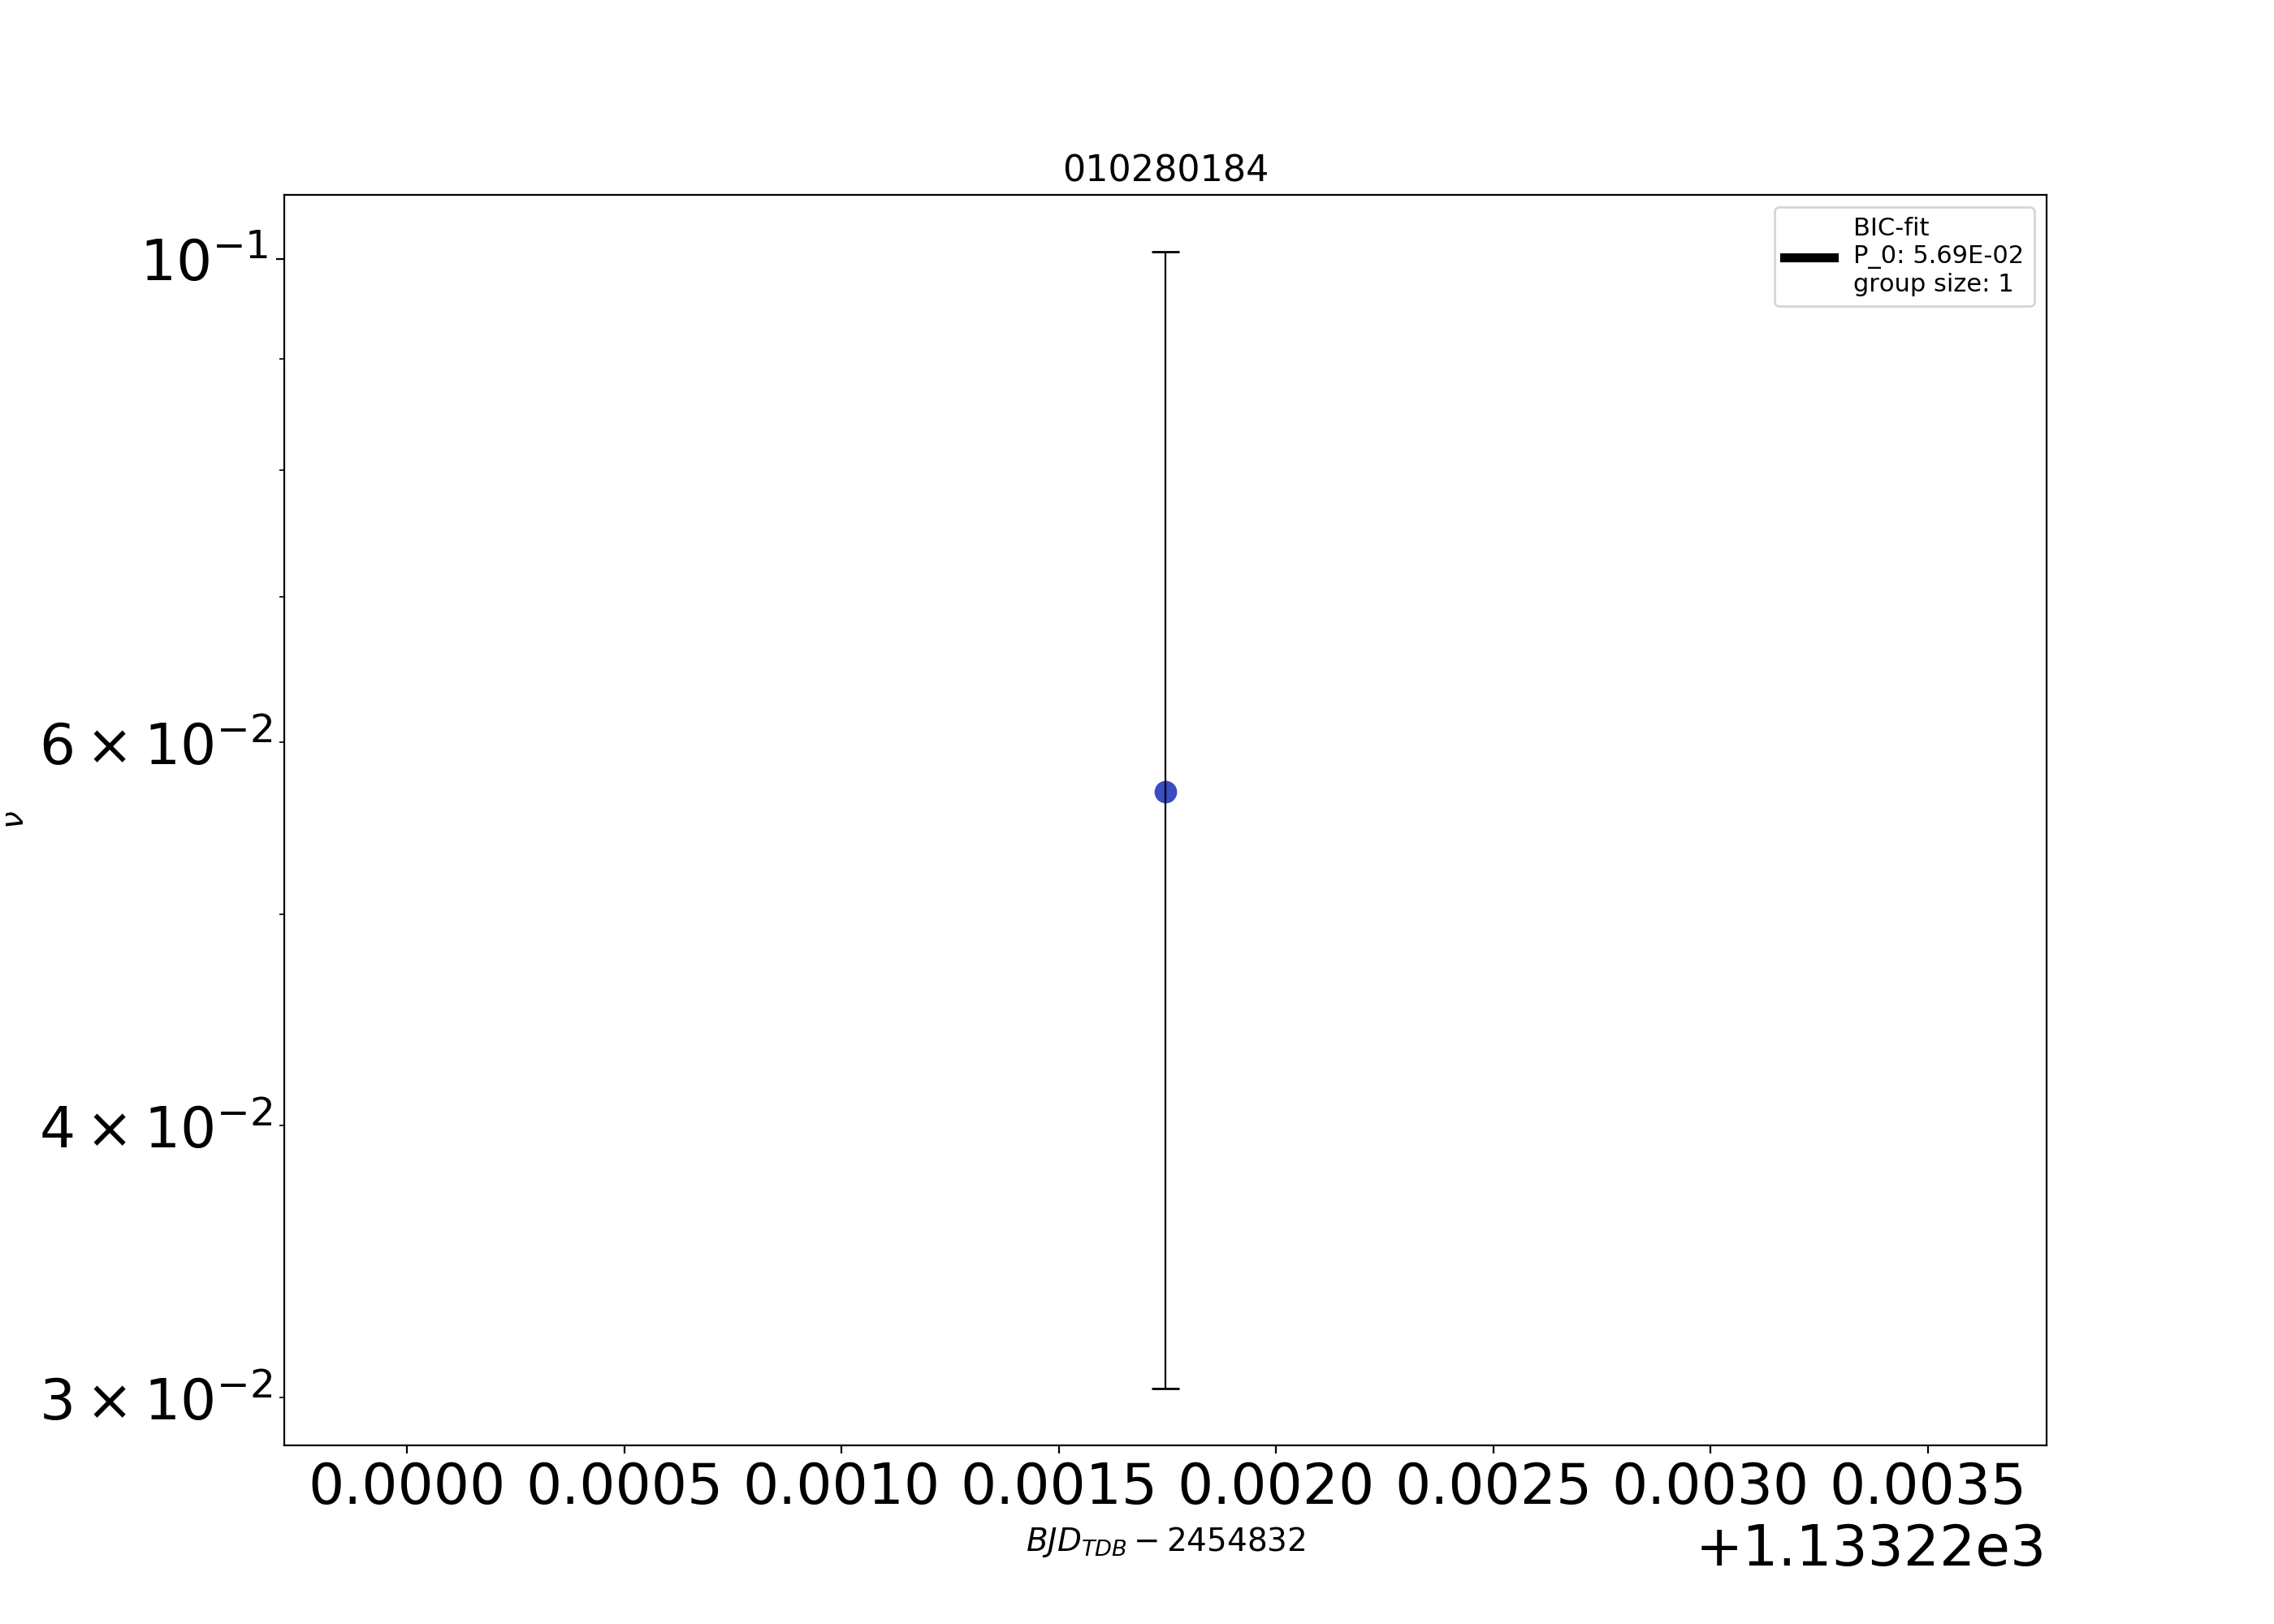 010280184
BIC-fit
P_0: 5.69E-02
group size: 1
10⁻¹
6 × 10⁻²
4 × 10⁻²
3 × 10⁻²
ν
0.0000 0.0005 0.0010 0.0015 0.0020 0.0025 0.0030 0.0035
BJD_TDB − 2454832
+1.13322e3